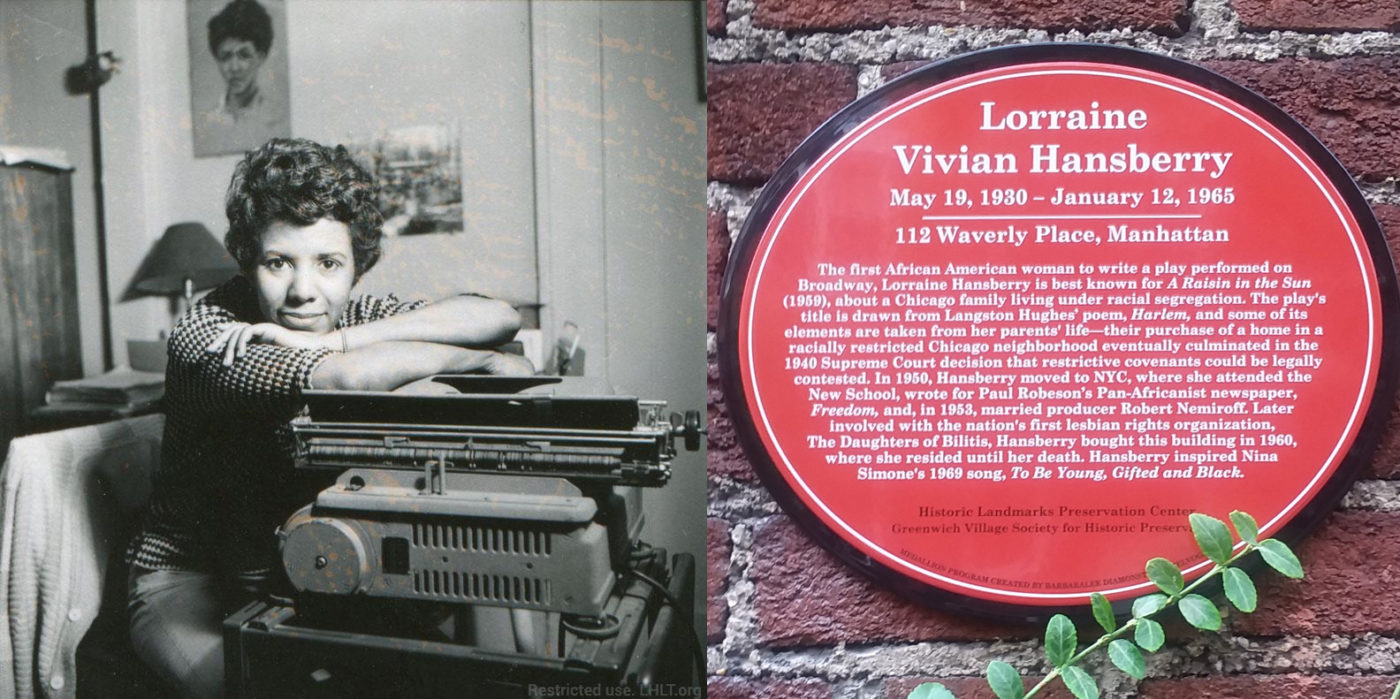 Restricted use. LHLT.org
Lorraine
Vivian Hansberry
May 19, 1930 – January 12, 1965
112 Waverly Place, Manhattan
The first African American woman to write a play performed on
Broadway, Lorraine Hansberry is best known for A Raisin in the Sun
(1959), about a Chicago family living under racial segregation. The play's
title is drawn from Langston Hughes' poem, Harlem, and some of its
elements are taken from her parents' life—their purchase of a home in a
racially restricted Chicago neighborhood eventually culminated in the
1940 Supreme Court decision that restrictive covenants could be legally
contested. In 1950, Hansberry moved to NYC, where she attended the
New School, wrote for Paul Robeson's Pan-Africanist newspaper,
Freedom, and, in 1953, married producer Robert Nemiroff. Later
involved with the nation's first lesbian rights organization,
The Daughters of Bilitis, Hansberry bought this building in 1960,
where she resided until her death. Hansberry inspired Nina
Simone's 1969 song, To Be Young, Gifted and Black.
Historic Landmarks Preservation Center
Greenwich Village Society for Historic
MEDALLION PROGRAM CREATED BY BARBARALEE